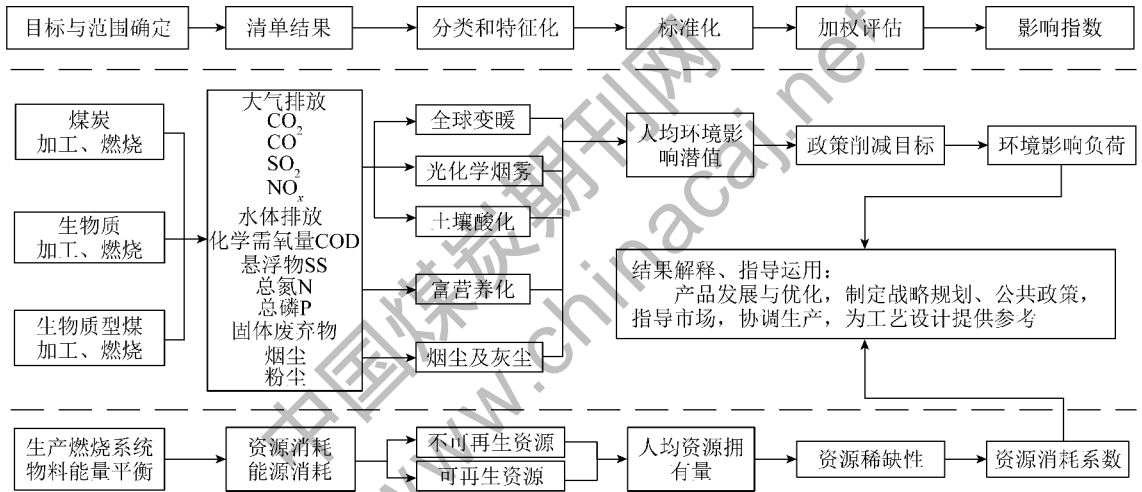 目标与范围确定
清单结果
分类和特征化
标准化
加权评估
影响指数
煤炭
加工、燃烧
生物质
加工、燃烧
生物质型煤
加工、燃烧
大气排放
CO2
CO
SO2
NOx
水体排放
化学需氧量COD
悬浮物SS
总氮N
总磷P
固体废弃物
烟尘
粉尘
全球变暖
光化学烟雾
土壤酸化
富营养化
烟尘及灰尘
人均环境影
响潜值
政策削减目标
环境影响负荷
结果解释、指导运用：
产品发展与优化，制定战略规划、公共政策，
指导市场，协调生产，为工艺设计提供参考
生产燃烧系统
物料能量平衡
资源消耗
能源消耗
不可再生资源
可再生资源
人均资源拥
有量
资源稀缺性
资源消耗系数
中国煤炭期刊网
www.chinacaj.net